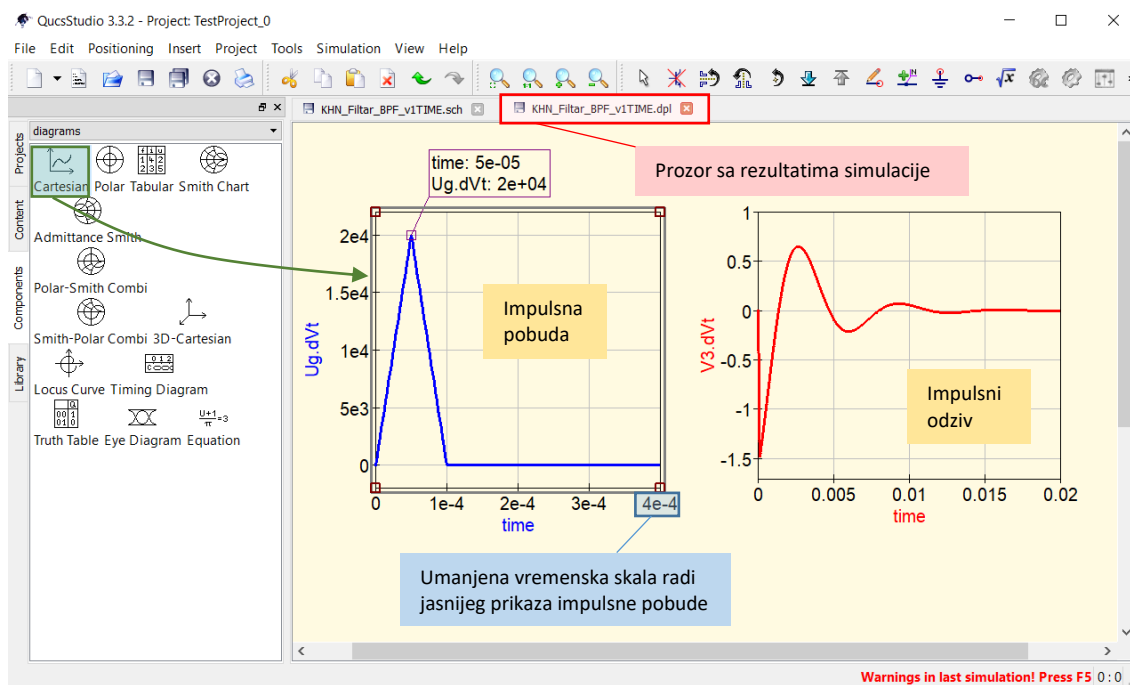 QucsStudio 3.3.2 - Project: TestProject_0
File Edit Positioning Insert Project Tools Simulation View Help
KHN_Filtar_BPF_v1TIME.sch
KHN_Filtar_BPF_v1TIME.dpl
diagrams
Projects
Content
Components
Library
Cartesian Polar Tabular Smith Chart
Admittance Smith
Polar-Smith Combi
Smith-Polar Combi 3D-Cartesian
Locus Curve Timing Diagram
Truth Table Eye Diagram Equation
Prozor sa rezultatima simulacije
time: 5e-05
Ug.dVt: 2e+04
2e4
1.5e4
1e4
5e3
0
Ug.dVt
0 1e-4 2e-4 3e-4 4e-4
time
Impulsna
pobuda
1
0.5
0
-0.5
-1
-1.5
V3.dVt
0 0.005 0.01 0.015 0.02
time
Impulsni
odziv
Umanjena vremenska skala radi
jasnijeg prikaza impulsne pobude
Warnings in last simulation! Press F5 0 : 0